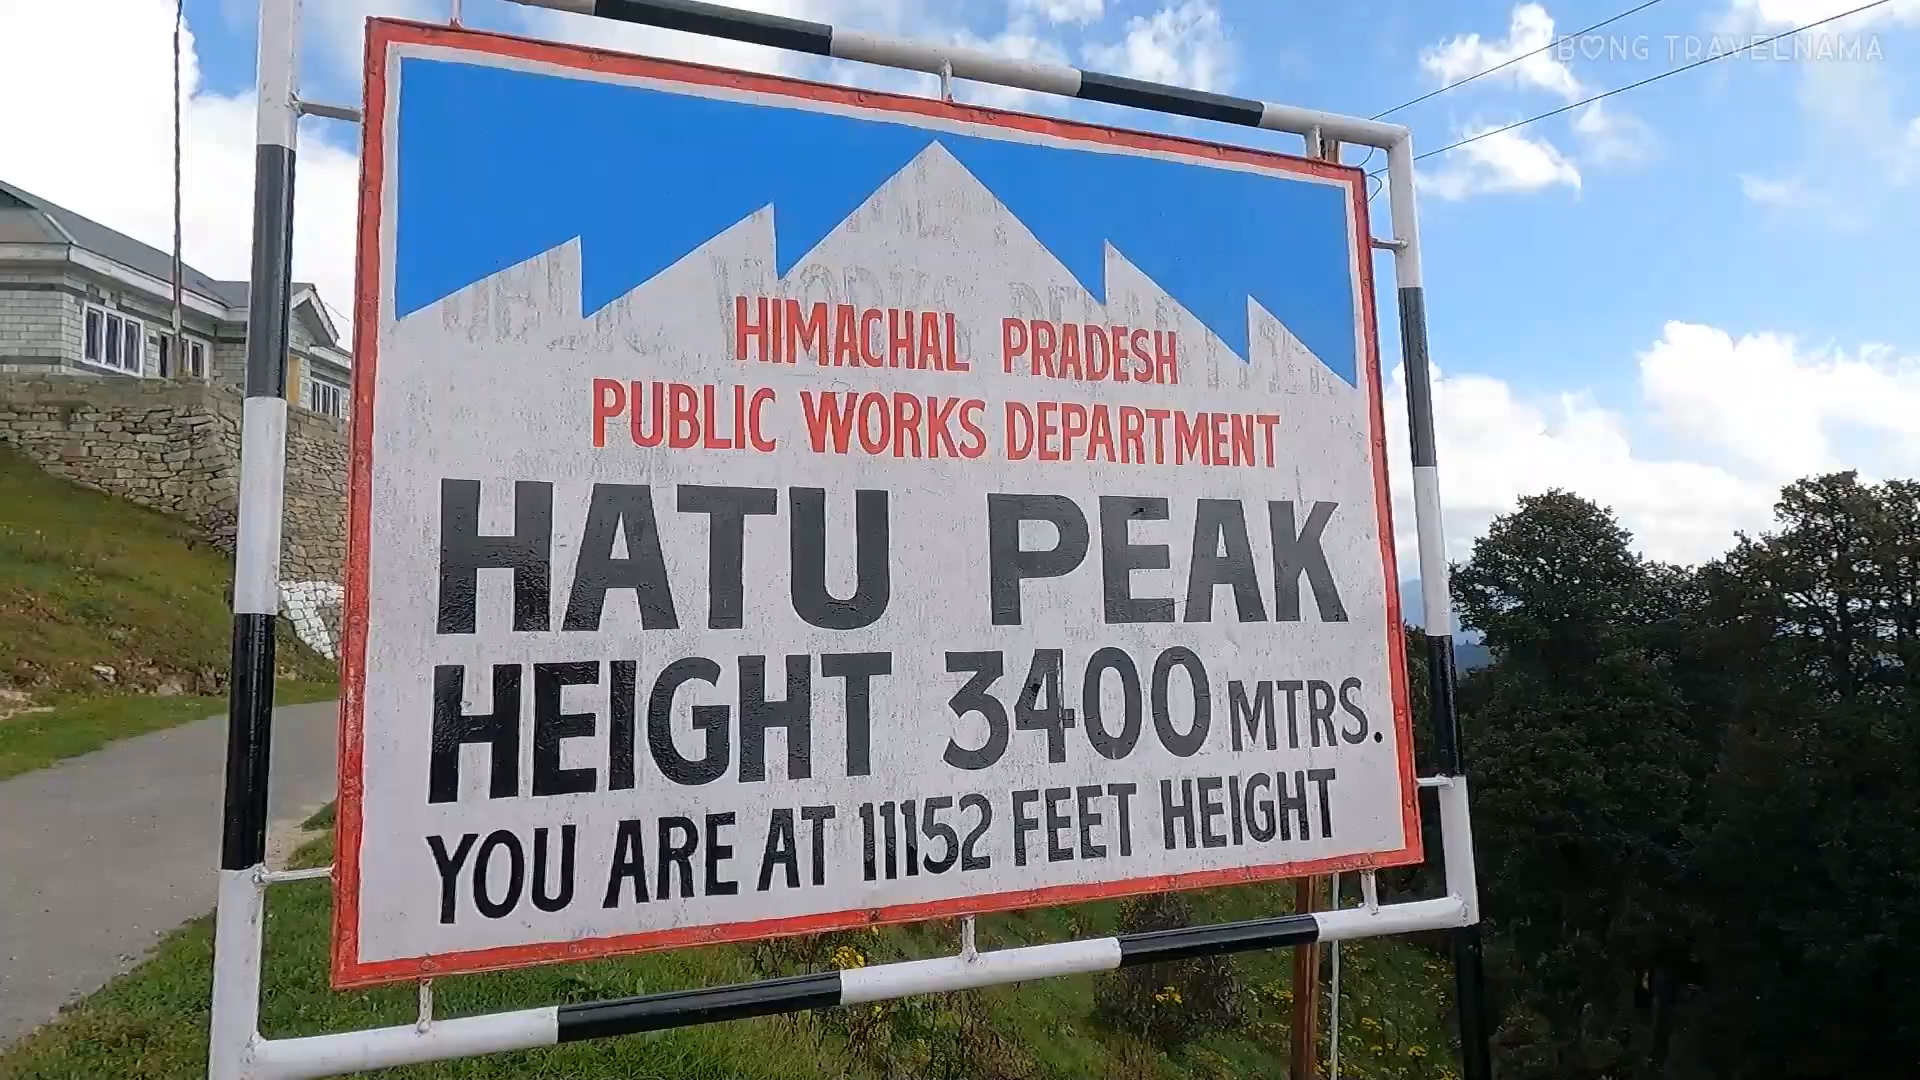 BONG TRAVELNAMA
HIMACHAL PRADESH
PUBLIC WORKS DEPARTMENT
HATU PEAK
HEIGHT 3400 MTRS.
YOU ARE AT 11152 FEET HEIGHT